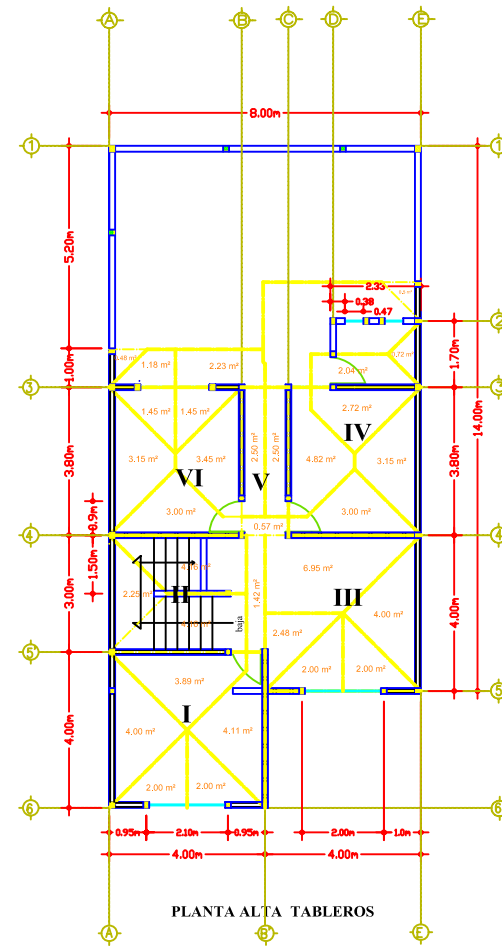 A B C D E
8.00m
1 1
5.20m
2.33
0.38
0.47
2
1.00m
0.48 m²
1.18 m²
2.23 m²
0.72 m²
2.04 m²
1.70m
3 3
14.00m
1.45 m² 1.45 m²
2.72 m²
IV
3.15 m² 3.45 m²
2.50 m² 2.50 m²
4.82 m² 3.15 m²
VI V
3.80m 3.80m
3.00 m² 3.00 m²
0.57 m²
0.9m
4 4
1.50m
3.00m
2.25 m²
II
1.42 m²
baja
6.95 m²
III
4.00 m²
2.48 m²
2.00 m² 2.00 m²
4.00m
5' 5
3.89 m²
I
4.00 m² 4.11 m²
2.00 m² 2.00 m²
4.00m
6 6
0.95m 2.10m 0.95m 2.00m 1.0m
4.00m 4.00m
PLANTA ALTA TABLEROS
A B' E